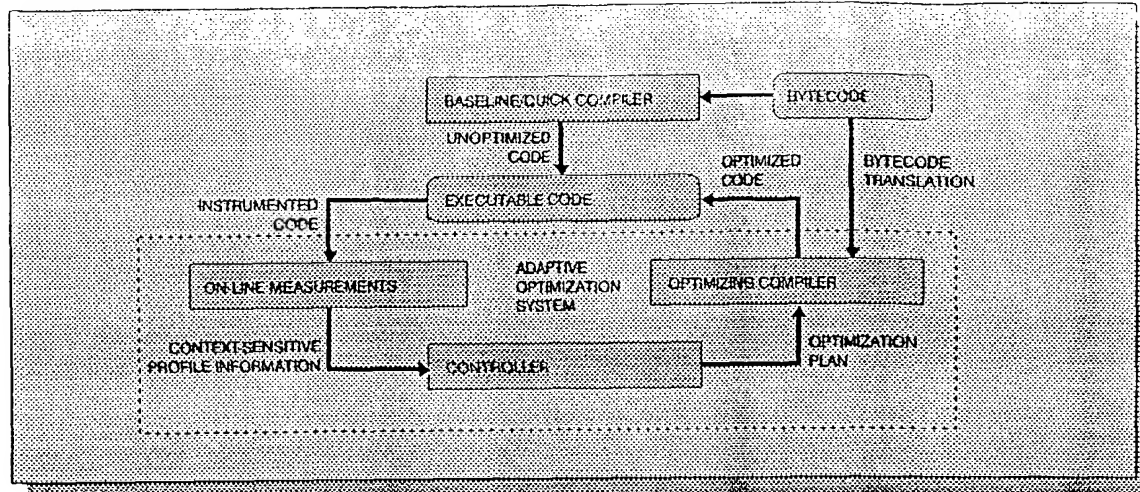 BASELINE/QUICK COMPILER
BYTECODE
UNOPTIMIZED
CODE
OPTIMIZED
CODE
BYTECODE
TRANSLATION
EXECUTABLE CODE
INSTRUMENTED
CODE
ON-LINE MEASUREMENTS
ADAPTIVE
OPTIMIZATION
SYSTEM
OPTIMIZING COMPILER
CONTEXT-SENSITIVE
PROFILE INFORMATION
CONTROLLER
OPTIMIZATION
PLAN